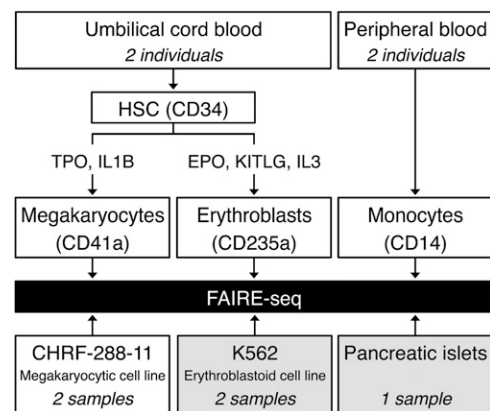 Umbilical cord blood
2 individuals
Peripheral blood
2 individuals
HSC (CD34)
TPO, IL1B
EPO, KITLG, IL3
Megakaryocytes
(CD41a)
Erythroblasts
(CD235a)
Monocytes
(CD14)
FAIRE-seq
CHRF-288-11
Megakaryocytic cell line
2 samples
K562
Erythroblastoid cell line
2 samples
Pancreatic islets
1 sample